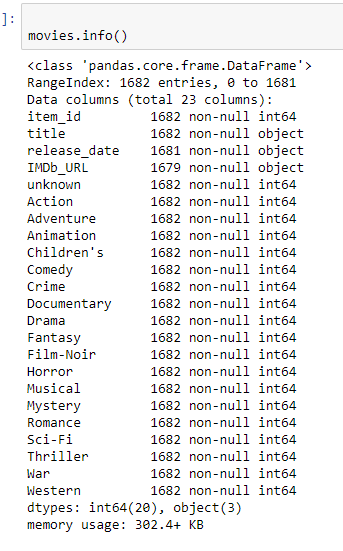 ]:
movies.info()
<class 'pandas.core.frame.DataFrame'>
RangeIndex: 1682 entries, 0 to 1681
Data columns (total 23 columns):
item_id         1682 non-null int64
title           1682 non-null object
release_date    1681 non-null object
IMDb_URL        1679 non-null object
unknown         1682 non-null int64
Action          1682 non-null int64
Adventure       1682 non-null int64
Animation       1682 non-null int64
Children's      1682 non-null int64
Comedy          1682 non-null int64
Crime           1682 non-null int64
Documentary     1682 non-null int64
Drama           1682 non-null int64
Fantasy         1682 non-null int64
Film-Noir       1682 non-null int64
Horror          1682 non-null int64
Musical         1682 non-null int64
Mystery         1682 non-null int64
Romance         1682 non-null int64
Sci-Fi          1682 non-null int64
Thriller        1682 non-null int64
War             1682 non-null int64
Western         1682 non-null int64
dtypes: int64(20), object(3)
memory usage: 302.4+ KB